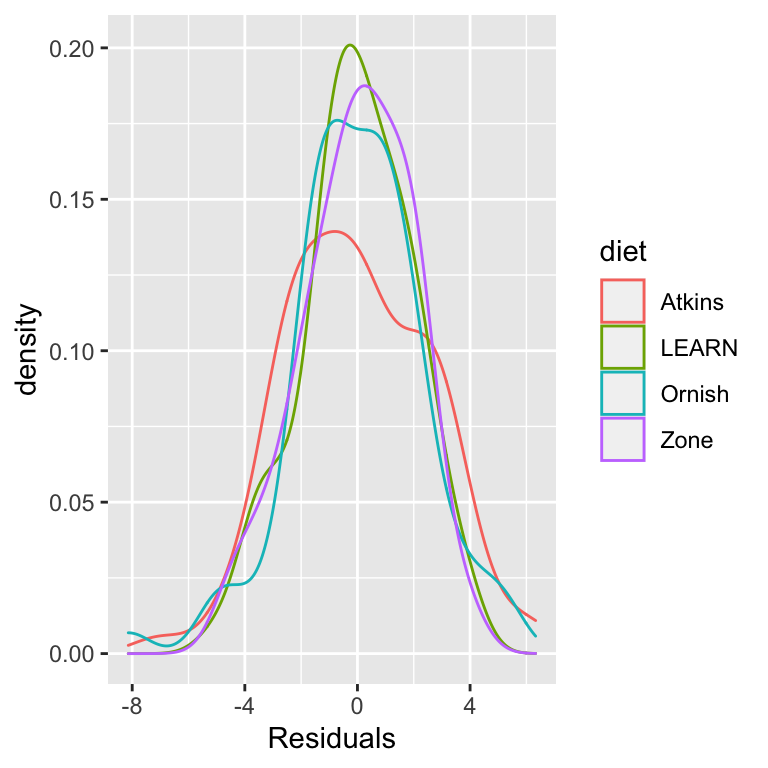 0.20
0.15
0.10
0.05
0.00
density
-8 -4 0 4
Residuals
diet
Atkins
LEARN
Ornish
Zone